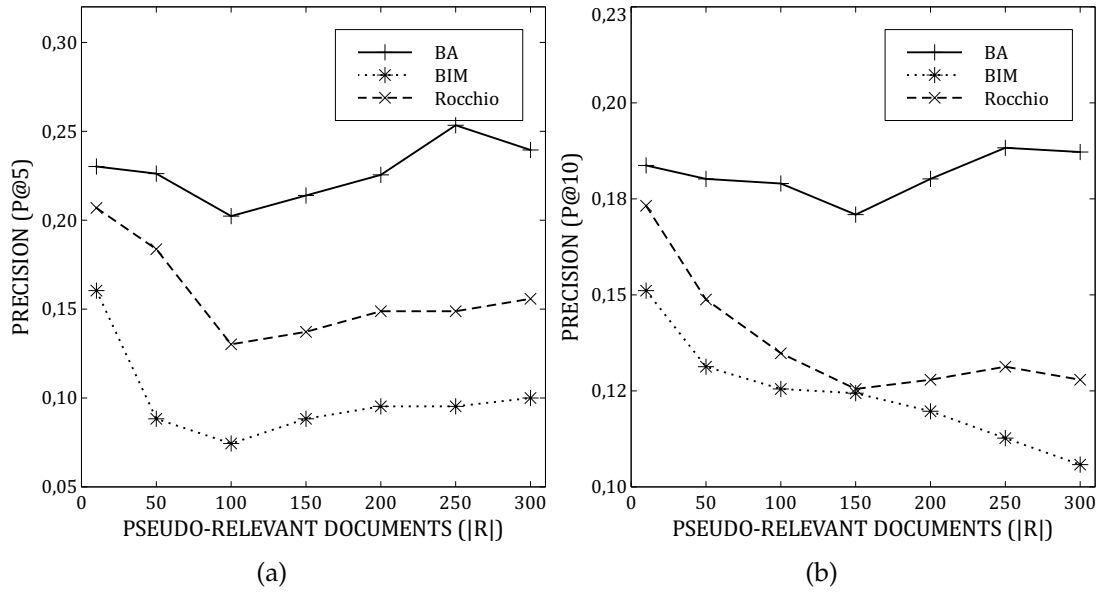 0,30
0,25
0,20
0,15
0,10
0,05
0
50
100
150
200
250
300
PRECISION (P@5)
PSEUDO-RELEVANT DOCUMENTS (|R|)
BA
BIM
Rocchio
(a)
0,23
0,20
0,18
0,15
0,12
0,10
0
50
100
150
200
250
300
PRECISION (P@10)
PSEUDO-RELEVANT DOCUMENTS (|R|)
BA
BIM
Rocchio
(b)